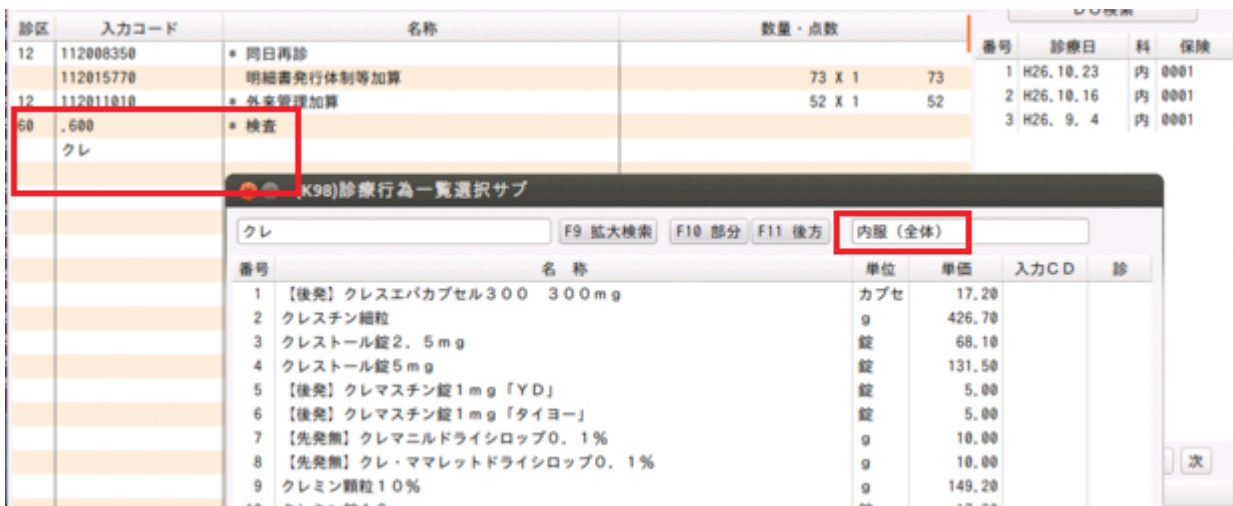 診区 入力コード 名称 数量・点数
12 112008350 * 同日再診
112015770 明細書発行体制等加算 73 X 1 73
12 112011010 * 外来管理加算 52 X 1 52
60 .600 * 検査
クレ
番号 診療日 科 保険
1 H26.10.23 内 0001
2 H26.10.16 内 0001
3 H26. 9. 4 内 0001
(K98)診療行為一覧選択サブ
クレ F9 拡大検索 F10 部分 F11 後方 内服(全体)
番号 名 称 単位 単価 入力CD 診
1 【後発】クレスエバカプセル300 300mg カプセ 17.20
2 クレスチン細粒 g 426.70
3 クレストール錠2.5mg 錠 68.10
4 クレストール錠5mg 錠 131.50
5 【後発】クレマスチン錠1mg「YD」 錠 5.00
6 【後発】クレマスチン錠1mg「タイヨー」 錠 5.00
7 【先発無】クレマニルドライシロップ0.1% g 10.00
8 【先発無】クレ・ママレットドライシロップ0.1% g 10.00
9 クレミン顆粒10% g 149.20
次